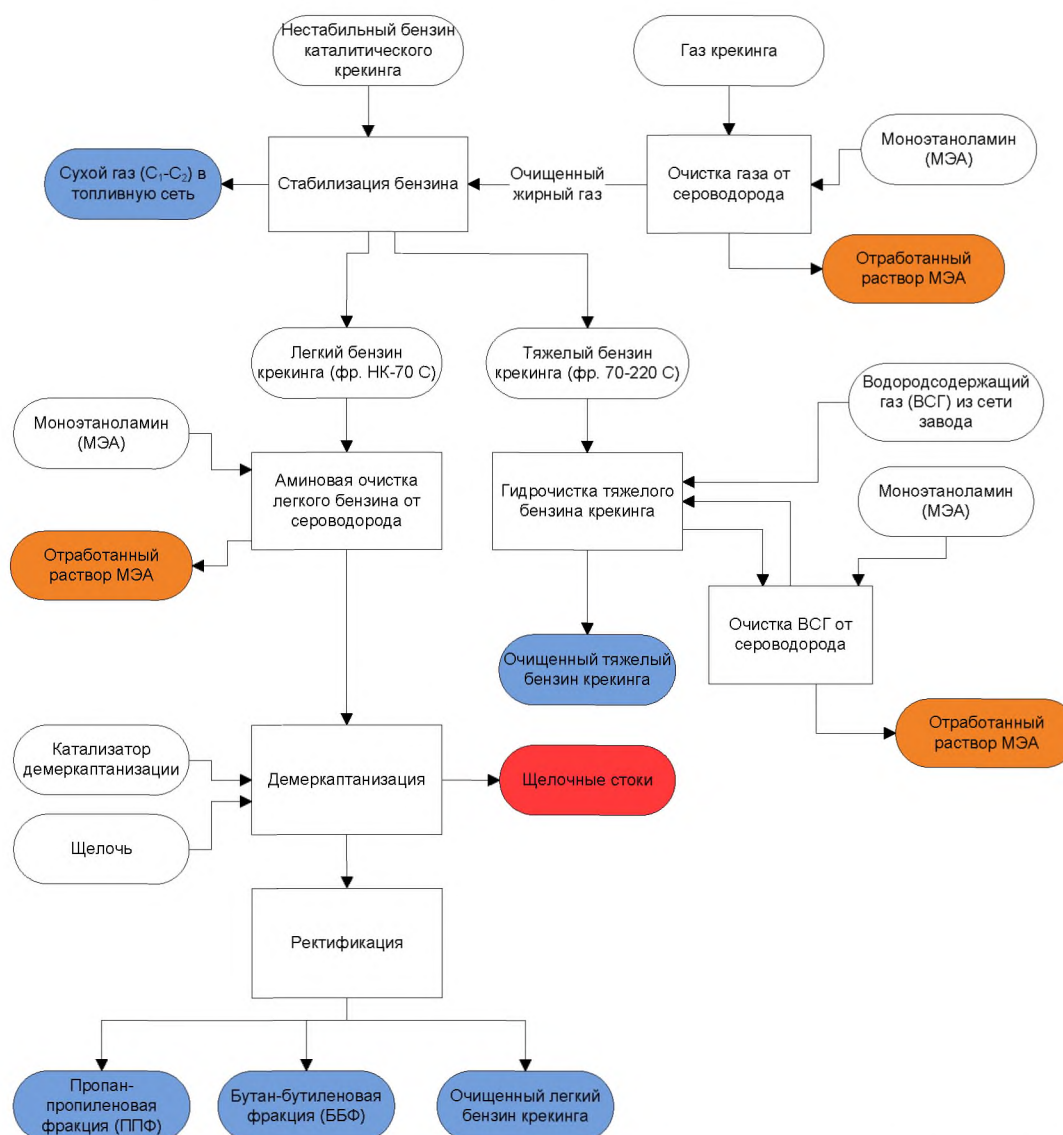 Нестабильный бензин
каталитического
крекинга
Газ крекинга
Моноэтаноламин
(МЭА)
Сухой газ (C₁-C₂) в
топливную сеть
Стабилизация бензина
Очищенный
жирный газ
Очистка газа от
сероводорода
Отработанный
раствор МЭА
Легкий бензин
крекинга (фр. НК-70 С)
Тяжелый бензин
крекинга (фр. 70-220 С)
Водородсодержащий
газ (ВСГ) из сети
завода
Моноэтаноламин
(МЭА)
Аминовая очистка
легкого бензина от
сероводорода
Гидрочистка тяжелого
бензина крекинга
Моноэтаноламин
(МЭА)
Отработанный
раствор МЭА
Очистка ВСГ от
сероводорода
Очищенный тяжелый
бензин крекинга
Отработанный
раствор МЭА
Катализатор
демеркаптанизации
Демеркаптанизация
Щелочные стоки
Щелочь
Ректификация
Пропан-
пропиленовая
фракция (ППФ)
Бутан-бутиленовая
фракция (ББФ)
Очищенный легкий
бензин крекинга